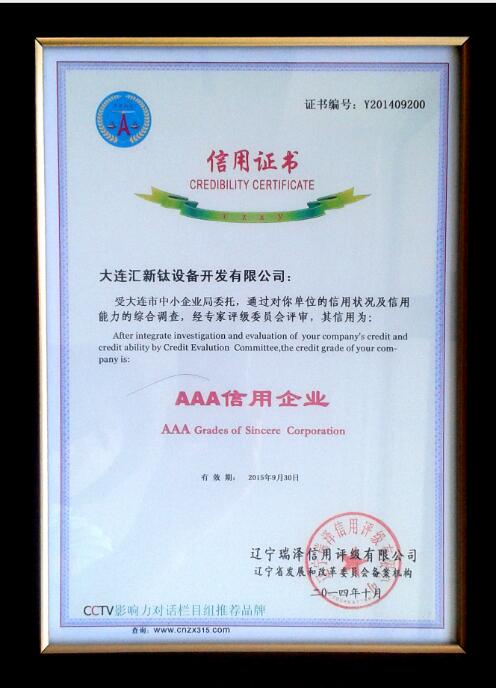 证书编号：Y201409200
信用证书
CREDIBILITY CERTIFICATE
x z x y
大连汇新钛设备开发有限公司：
受大连市中小企业局委托，通过对你单位的信用状况及信用
能力的综合调查，经专家评级委员会评审，其信用为：
After integrate investigation and evaluation of your company's credit and
credit ability by Credit Evalution Committee,the credit grade of your com-
pany is:
AAA信用企业
AAA Grades of Sincere Corporation
有 效 期： 2015年9月30日
辽宁瑞泽信用评级有限公司
辽宁省发展和改革委员会备案机构
二〇一四年十月
CCTV影响力对话栏目组推荐品牌
查询：www.cnzx315.com